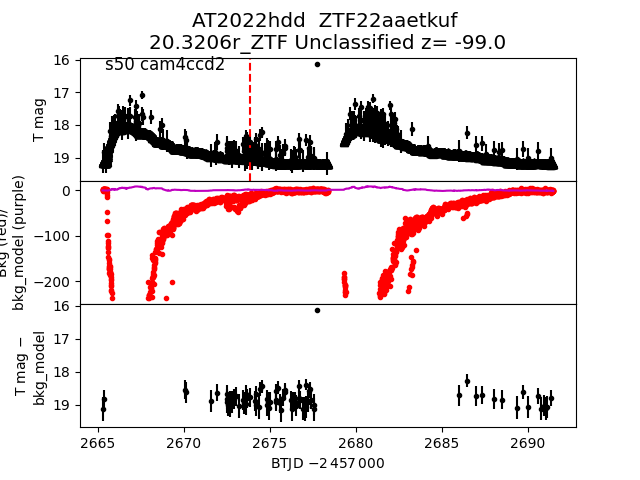 AT2022hdd  ZTF22aaetkuf
20.3206r_ZTF Unclassified z= -99.0
s50 cam4ccd2
T mag
16
17
18
19
Bkg (red)/
bkg_model (purple)
0
−100
−200
T mag −
bkg_model
16
17
18
19
2665
2670
2675
2680
2685
2690
BTJD −2 457 000